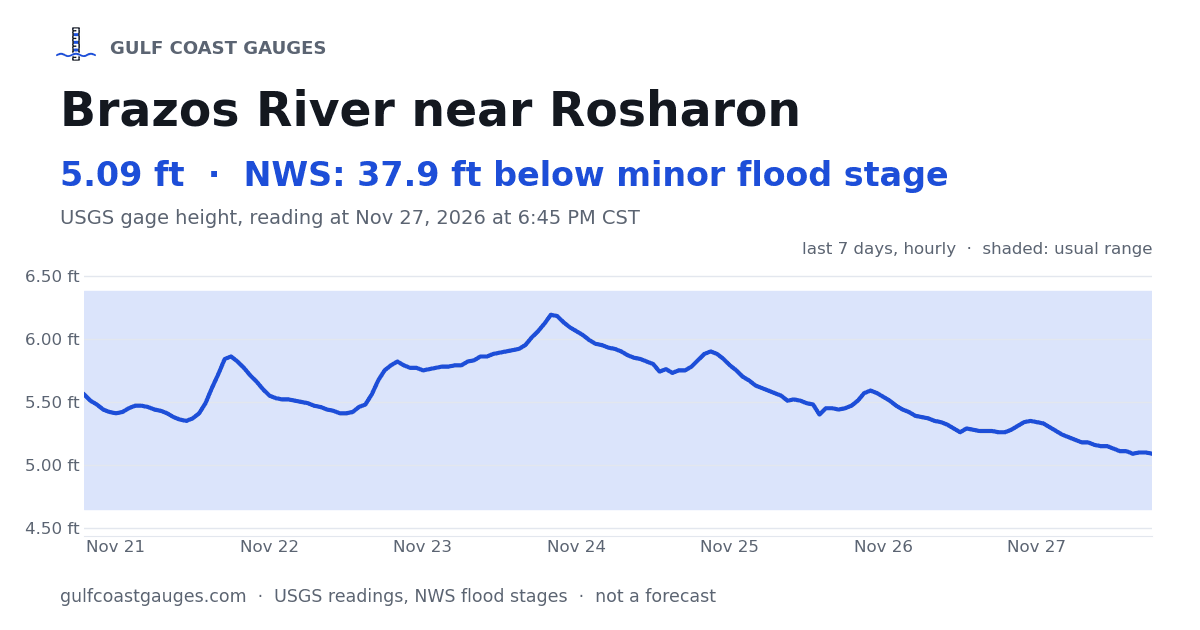 GULF COAST GAUGES
Brazos River near Rosharon
5.09 ft · NWS: 37.9 ft below minor flood stage
USGS gage height, reading at Nov 27, 2026 at 6:45 PM CST
last 7 days, hourly · shaded: usual range
6.50 ft
6.00 ft
5.50 ft
5.00 ft
4.50 ft
Nov 21 Nov 22 Nov 23 Nov 24 Nov 25 Nov 26 Nov 27
gulfcoastgauges.com · USGS readings, NWS flood stages · not a forecast